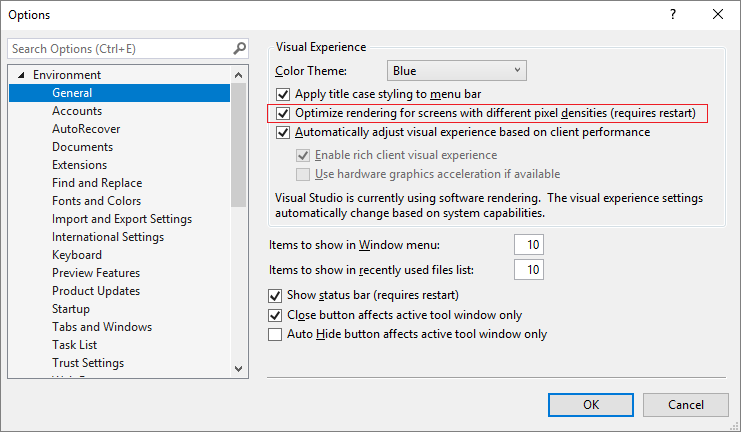 Options
?
Search Options (Ctrl+E)
Environment
General
Accounts
AutoRecover
Documents
Extensions
Find and Replace
Fonts and Colors
Import and Export Settings
International Settings
Keyboard
Preview Features
Product Updates
Startup
Tabs and Windows
Task List
Trust Settings
Visual Experience
Color Theme:
Blue
Apply title case styling to menu bar
Optimize rendering for screens with different pixel densities (requires restart)
Automatically adjust visual experience based on client performance
Enable rich client visual experience
Use hardware graphics acceleration if available
Visual Studio is currently using software rendering.  The visual experience settings
automatically change based on system capabilities.
Items to show in Window menu:
10
Items to show in recently used files list:
10
Show status bar (requires restart)
Close button affects active tool window only
Auto Hide button affects active tool window only
OK
Cancel